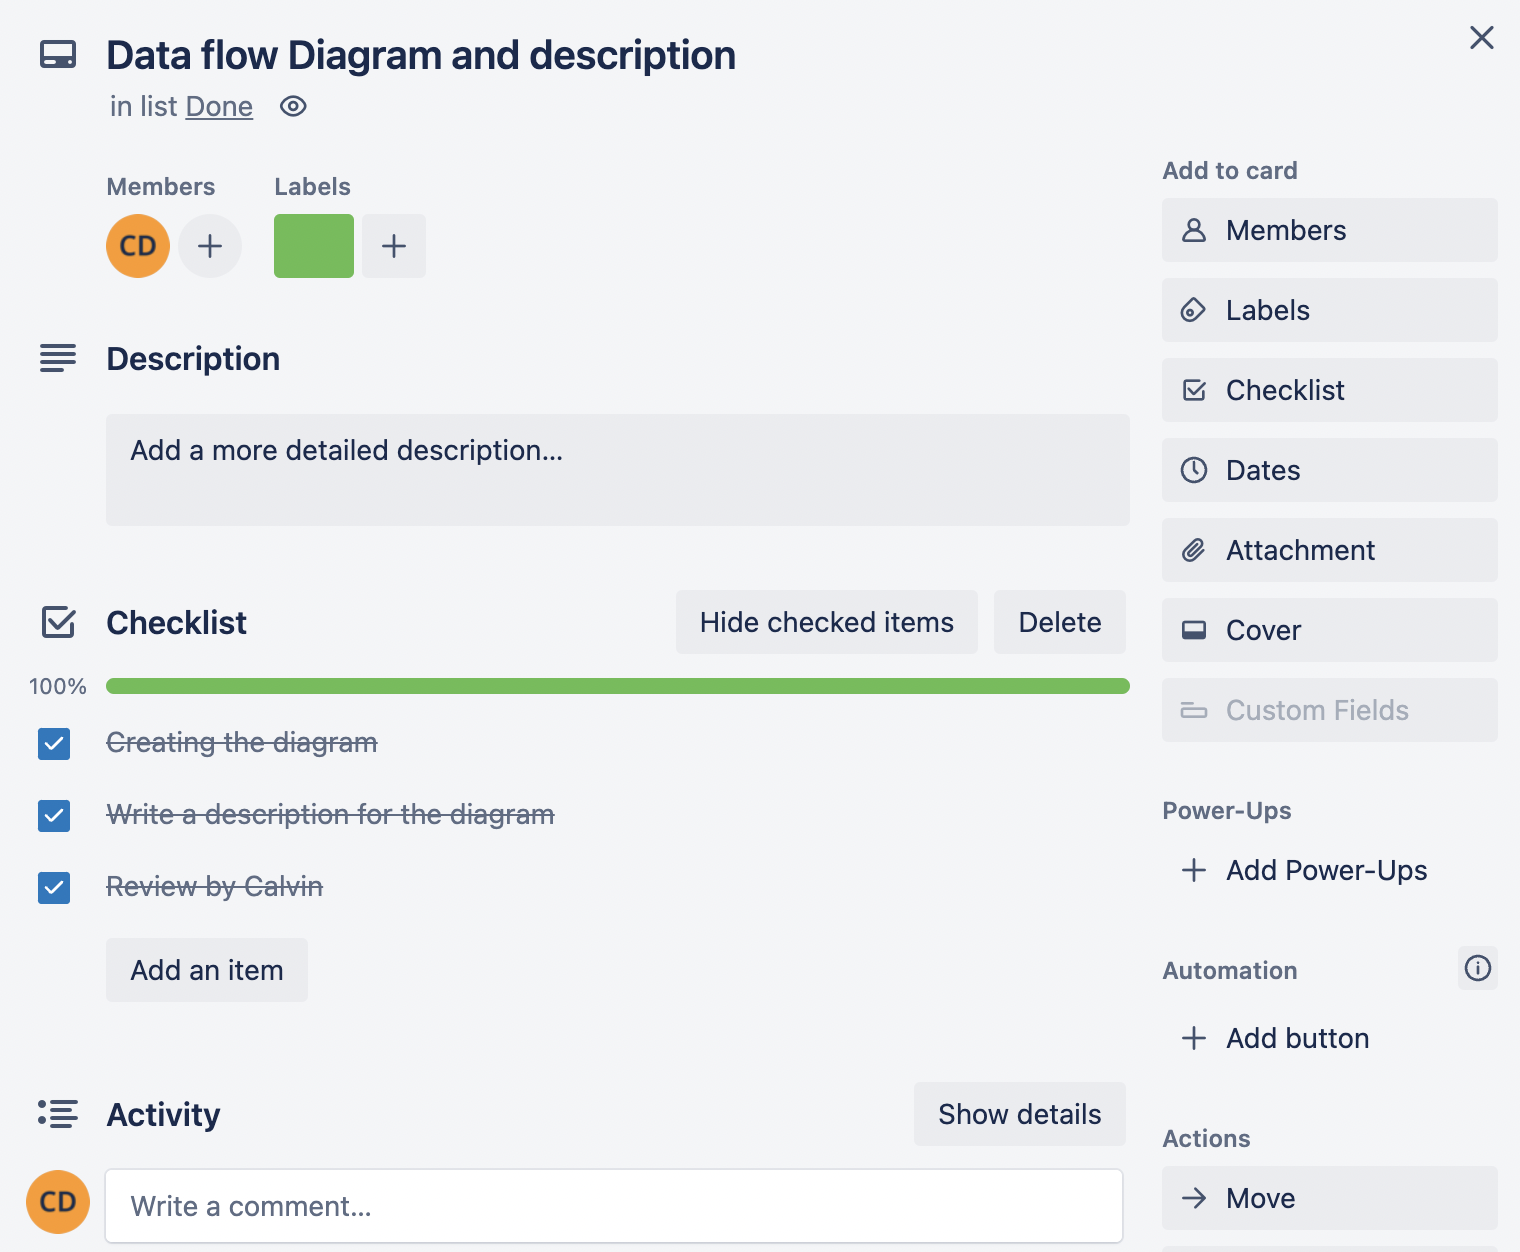 Data flow Diagram and description
in list Done
Members
Labels
CD
Description
Add a more detailed description...
Checklist
Hide checked items
Delete
100%
Creating the diagram
Write a description for the diagram
Review by Calvin
Add an item
Activity
Show details
CD
Write a comment...
Add to card
Members
Labels
Checklist
Dates
Attachment
Cover
Custom Fields
Power-Ups
Add Power-Ups
Automation
Add button
Actions
Move